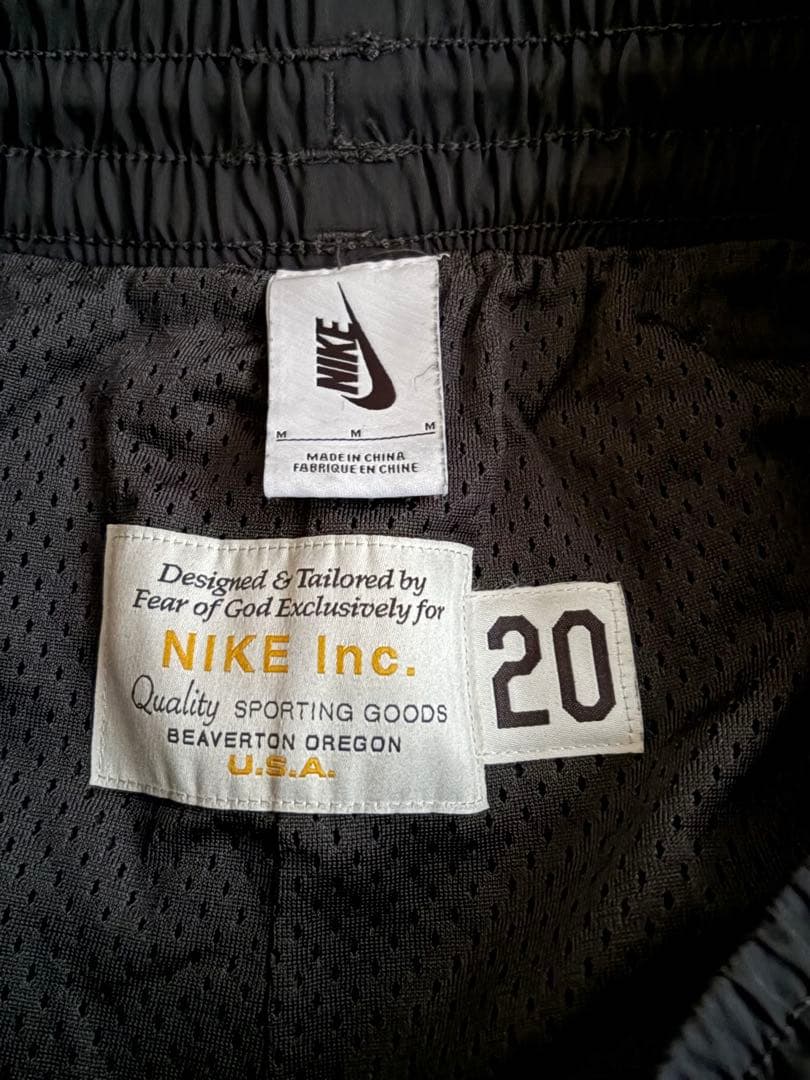 NIKE
M M M
MADE IN CHINA
FABRIQUE EN CHINE
Designed & Tailored by
Fear of God Exclusively for
NIKE Inc.
Quality SPORTING GOODS
BEAVERTON OREGON
U.S.A.
20